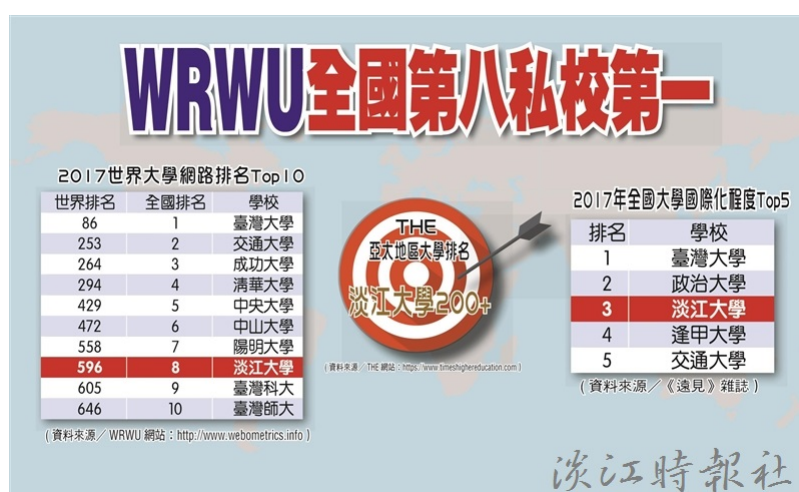 WRWU全國第八私校第一
2017世界大學網路排名Top10
世界排名 全國排名 學校
86 1 臺灣大學
253 2 交通大學
264 3 成功大學
294 4 清華大學
429 5 中央大學
472 6 中山大學
558 7 陽明大學
596 8 淡江大學
605 9 臺灣科大
646 10 臺灣師大
(資料來源/WRWU網站：http://www.webometrics.info)
THE
亞太地區大學排名
淡江大學200+
(資料來源/THE 網站：https://www.timeshighereducation.com)
2017年全國大學國際化程度Top5
排名 學校
1 臺灣大學
2 政治大學
3 淡江大學
4 逢甲大學
5 交通大學
(資料來源/《遠見》雜誌)
淡江時報社